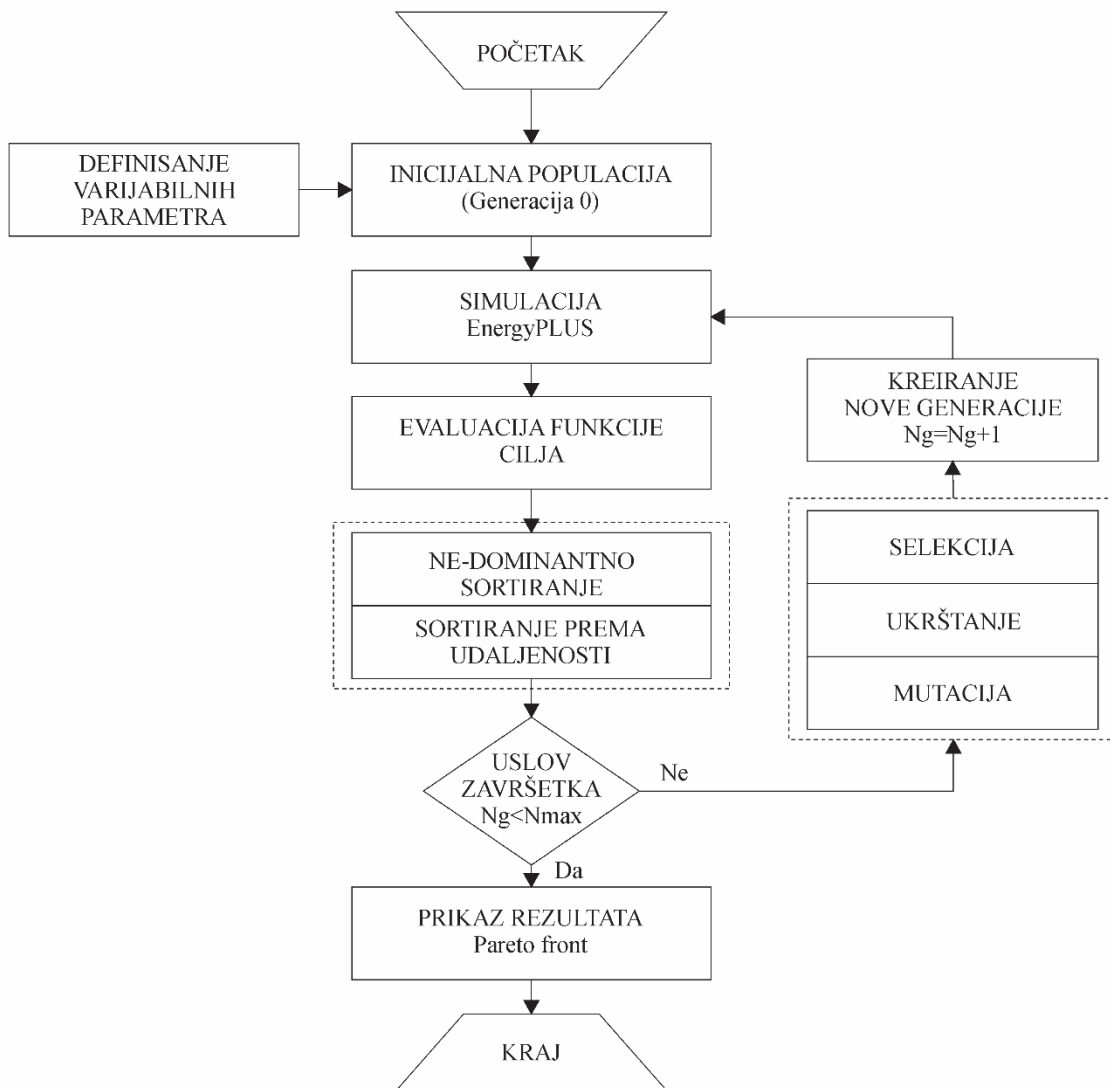 POČETAK
DEFINISANJE
VARIJABILNIH
PARAMETRA
INICIJALNA POPULACIJA
(Generacija 0)
SIMULACIJA
EnergyPLUS
EVALUACIJA FUNKCIJE
CILJA
NE-DOMINANTNO
SORTIRANJE
SORTIRANJE PREMA
UDALJENOSTI
USLOV
ZAVRŠETKA
Ng<Nmax
Ne
Da
KREIRANJE
NOVE GENERACIJE
Ng=Ng+1
SELEKCIJA
UKRŠTANJE
MUTACIJA
PRIKAZ REZULTATA
Pareto front
KRAJ